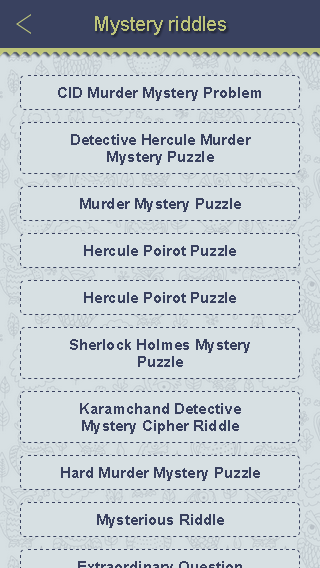 Mystery riddles
CID Murder Mystery Problem
Detective Hercule Murder
Mystery Puzzle
Murder Mystery Puzzle
Hercule Poirot Puzzle
Hercule Poirot Puzzle
Sherlock Holmes Mystery
Puzzle
Karamchand Detective
Mystery Cipher Riddle
Hard Murder Mystery Puzzle
Mysterious Riddle
Extraordinary Question